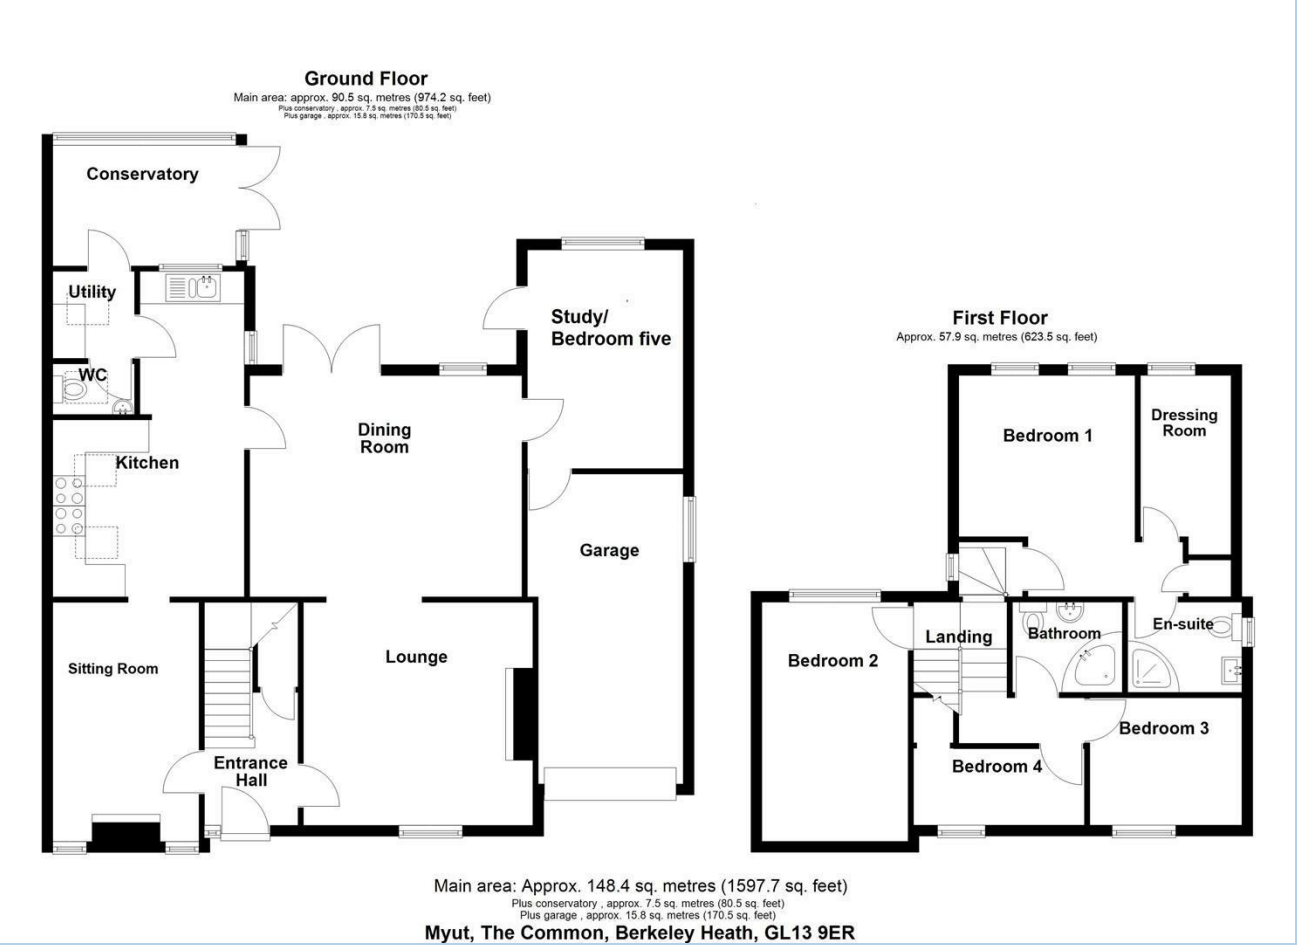 Ground Floor
Main area: approx. 90.5 sq. metres (974.2 sq. feet)
Plus conservatory , approx. 7.5 sq. metres (80.5 sq. feet)
Plus garage , approx. 15.8 sq. metres (170.5 sq. feet)
Conservatory
Utility
WC
Kitchen
Dining
Room
Study/
Bedroom five
Garage
Sitting Room
Lounge
Entrance
Hall
First Floor
Approx. 57.9 sq. metres (623.5 sq. feet)
Bedroom 1
Dressing
Room
Bedroom 2
Landing
Bathroom
En-suite
Bedroom 3
Bedroom 4
Main area: Approx. 148.4 sq. metres (1597.7 sq. feet)
Plus conservatory , approx. 7.5 sq. metres (80.5 sq. feet)
Plus garage , approx. 15.8 sq. metres (170.5 sq. feet)
Myut, The Common, Berkeley Heath, GL13 9ER